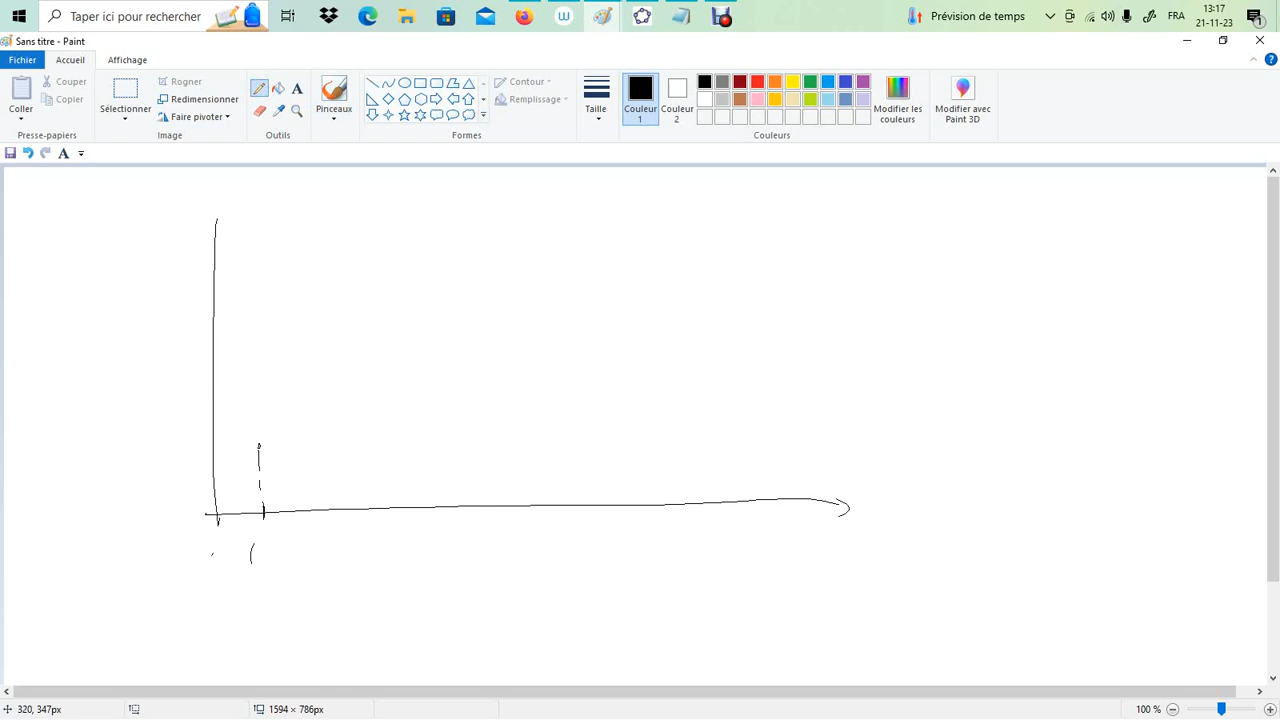 Taper ici pour rechercher
Prévision de temps
FRA
13:17
21-11-23
1
Sans titre - Paint
Fichier
Accueil
Affichage
Coller
Couper
Copier
Presse-papiers
Sélectionner
Rogner
Redimensionner
Faire pivoter
Image
A
Outils
Pinceaux
Contour
Remplissage
Formes
Taille
Couleur 1
Couleur 2
Modifier les couleurs
Couleurs
Modifier avec Paint 3D
A
320, 347px
1594 × 786px
100 %